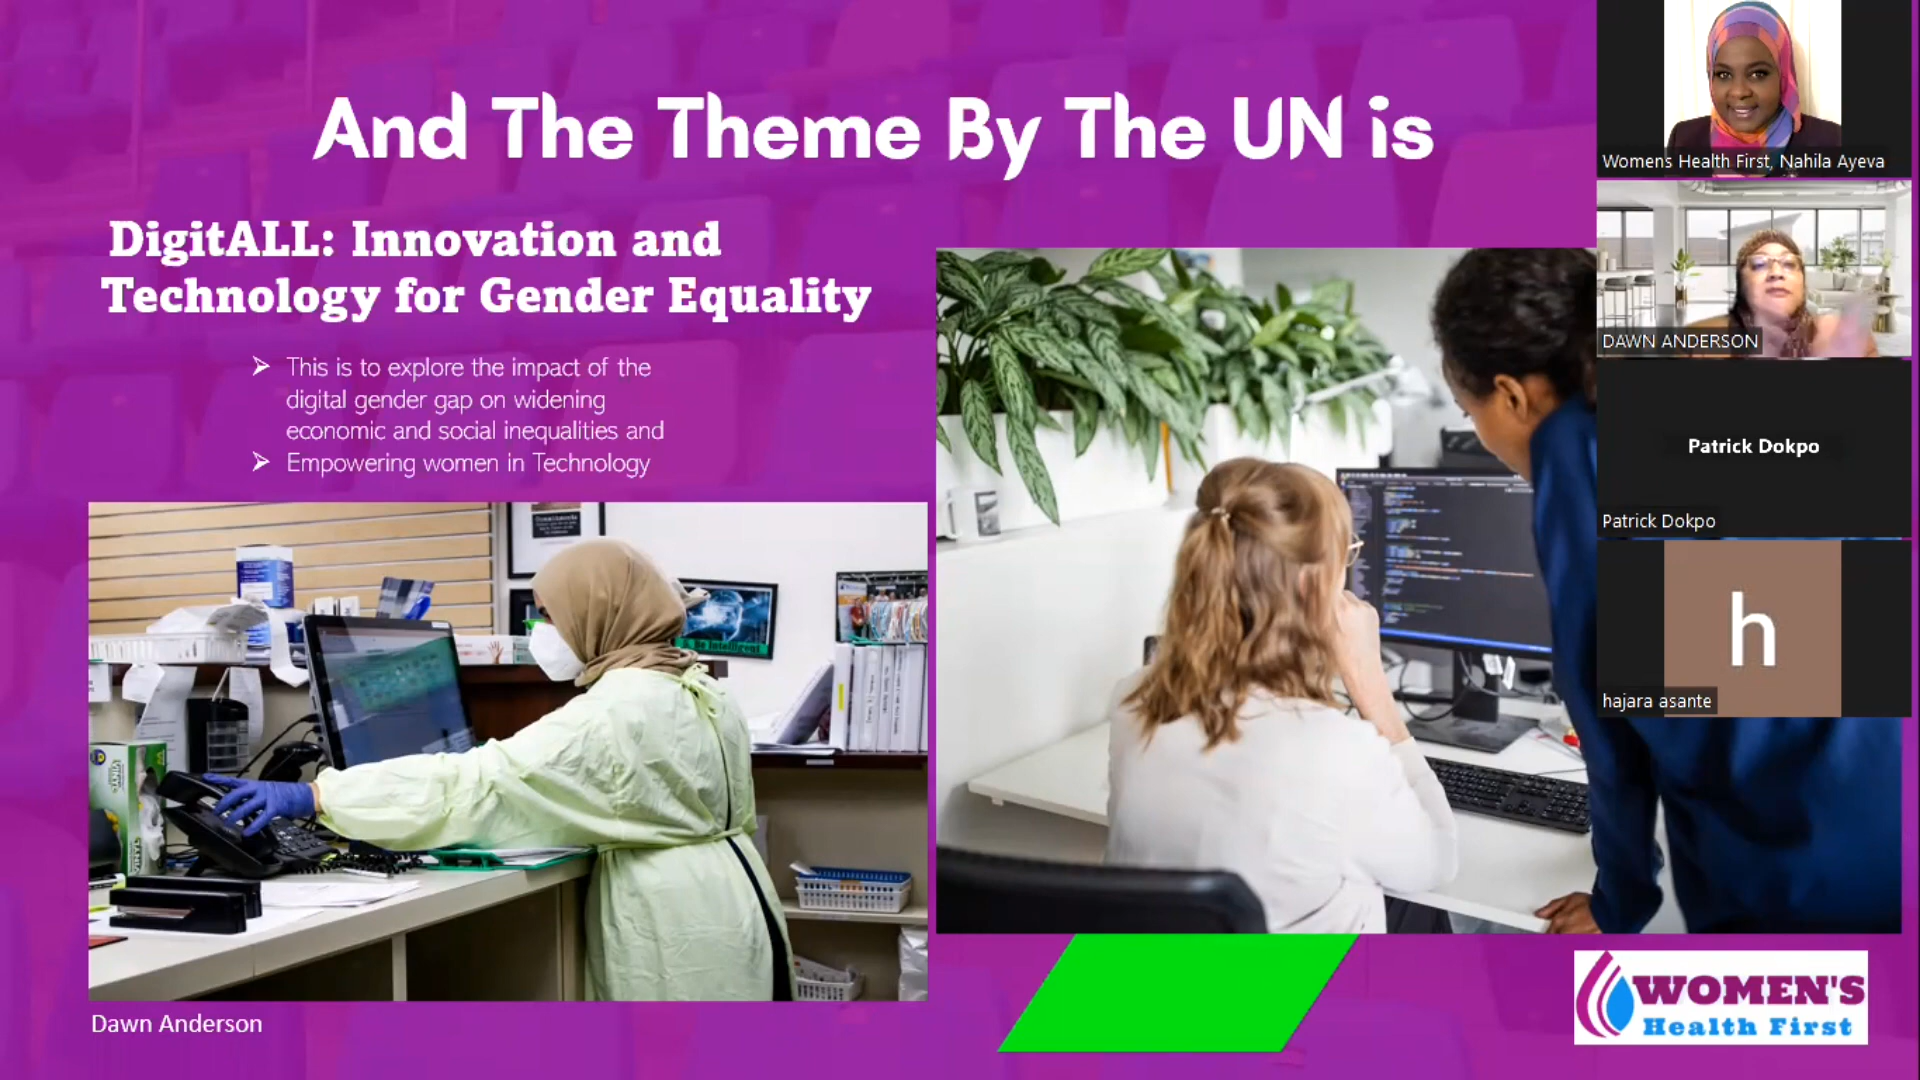 And The Theme By The UN is
DigitALL: Innovation and
Technology for Gender Equality
➤ This is to explore the impact of the
digital gender gap on widening
economic and social inequalities and
➤ Empowering women in Technology
Dawn Anderson
Womens Health First, Nahila Ayeva
DAWN ANDERSON
Patrick Dokpo
Patrick Dokpo
h
hajara asante
WOMEN'S
Health First